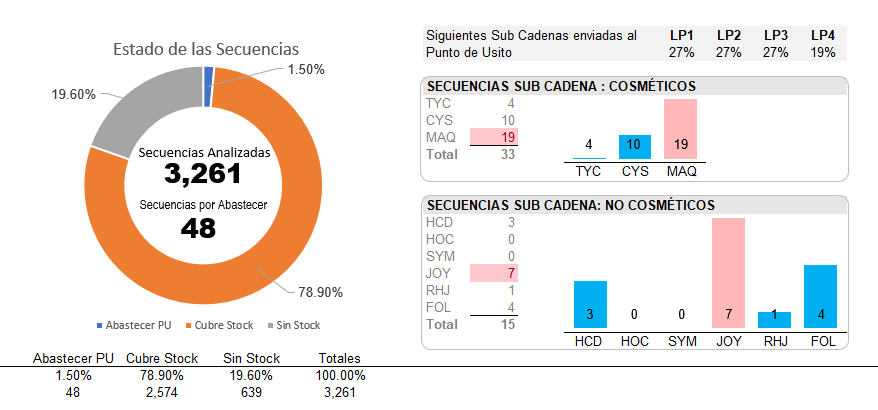 Estado de las Secuencias
1.50%
19.60%
Secuencias Analizadas
3,261
Secuencias por Abastecer
48
78.90%
Abastecer PU Cubre Stock Sin Stock
Abastecer PU Cubre Stock Sin Stock Totales
1.50% 78.90% 19.60% 100.00%
48 2,574 639 3,261
Siguientes Sub Cadenas enviadas al LP1 LP2 LP3 LP4
Punto de Usito 27% 27% 27% 19%
SECUENCIAS SUB CADENA : COSMÉTICOS
TYC 4
CYS 10
MAQ 19
Total 33
4 10 19
TYC CYS MAQ
SECUENCIAS SUB CADENA: NO COSMÉTICOS
HCD 3
HOC 0
SYM 0
JOY 7
RHJ 1
FOL 4
Total 15
3 0 0 7 1 4
HCD HOC SYM JOY RHJ FOL